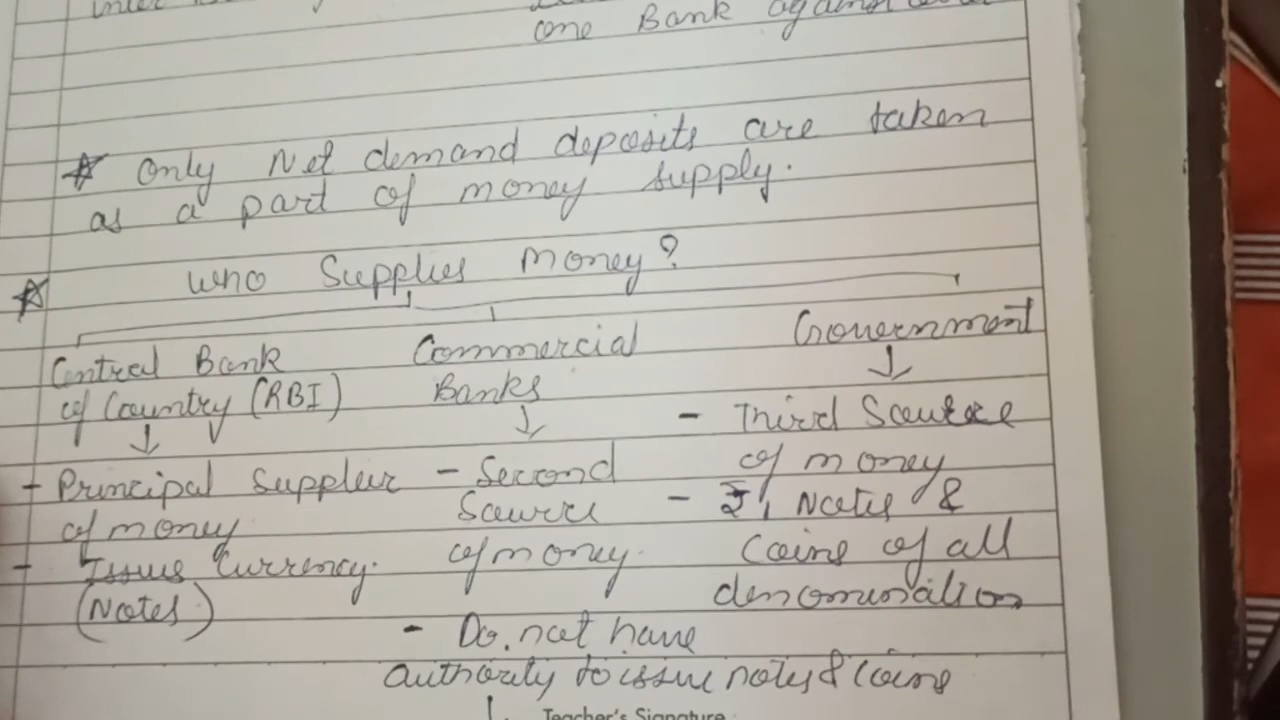 one Bank against
☆ Only Net demand deposits are taken
as a part of money supply.
☆ Who Supplies money?
Central Bank
of Country (RBI)
- Principal Supplier
of money
- Issue Currency.
(Notes)
Commercial
Banks
- Second
Source
of money.
- Do not have
authority to issue notes & coins
Government
- Third Source
of money
- ₹1, Notes &
Coins of all
denomination
Teacher's Signature